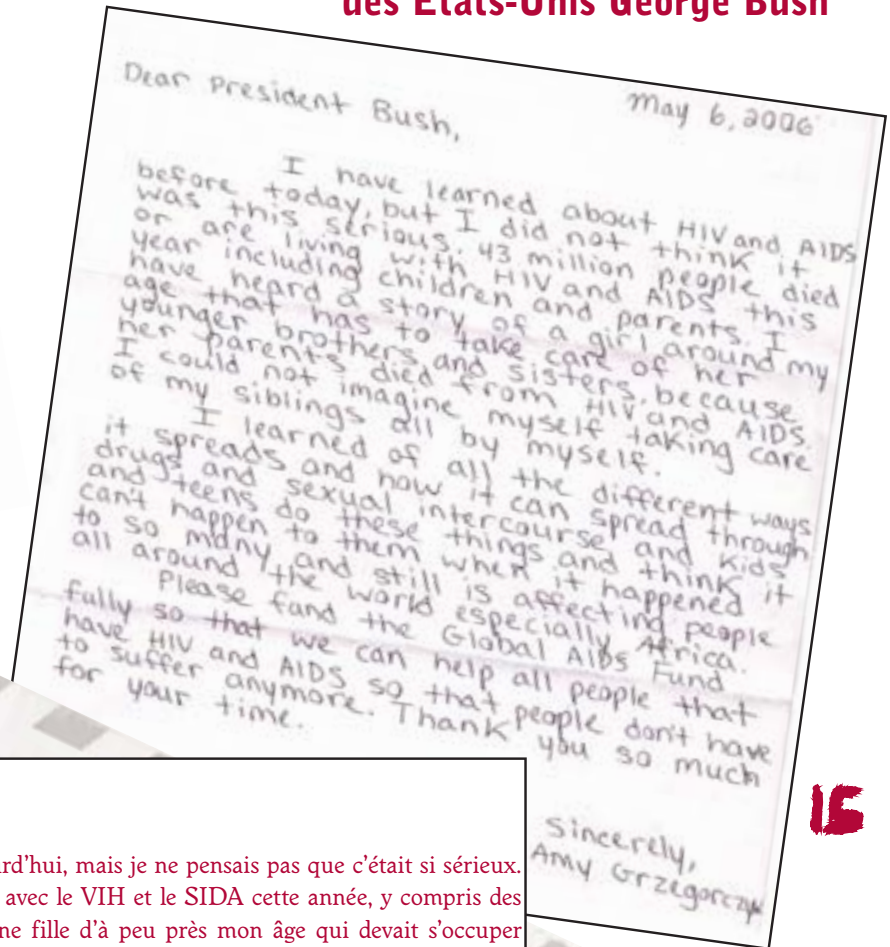 des États-Unis George Bush
May 6, 2006
Dear President Bush,
I have learned about HIV and AIDS
before today, but I did not think it
was this serious. 43 million people died
or are living with HIV and AIDS this
year including children and parents. I
have heard a story of a girl around my
age that has to take care of her
younger brothers and sisters, because
her parents died from HIV and AIDS.
I could not imagine myself taking care
of my siblings all by myself.
I learned of all the different ways
it spreads and how it can spread through
drugs and sexual intercourse and kids
and teens do these things and think it
can't happen to them when it happened
to so many and still is affecting people
all around the world especially Africa.
Please fund the Global AIDS Fund
fully so that we can help all people that
have HIV and AIDS so that people don't have
to suffer anymore. Thank you so much
for your time.
Sincerely,
Amy Grzegorczyk
15
urd'hui, mais je ne pensais pas que c'était si sérieux.
avec le VIH et le SIDA cette année, y compris des
ne fille d'à peu près mon âge qui devait s'occuper